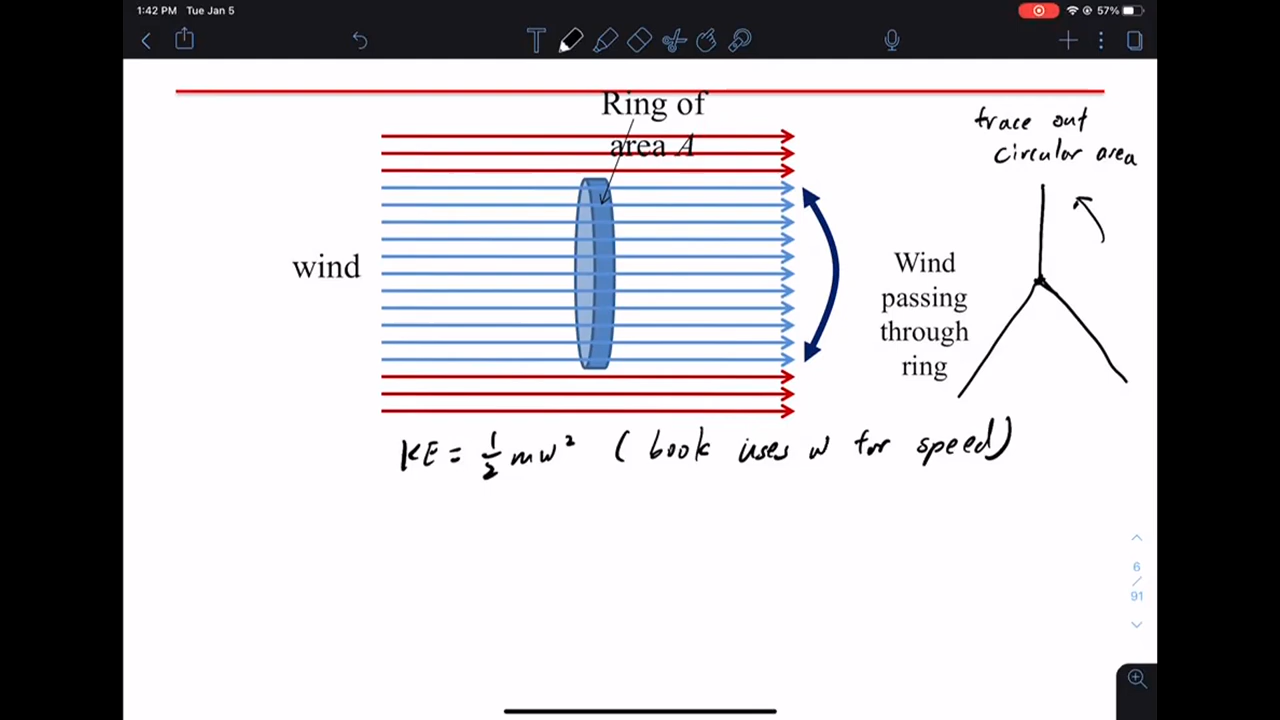 1:42 PM Tue Jan 5
57%
T
Ring of
area A
trace out
circular area
wind
Wind
passing
through
ring
KE = 1/2 mw² ( book uses w for speed)
6
/
91